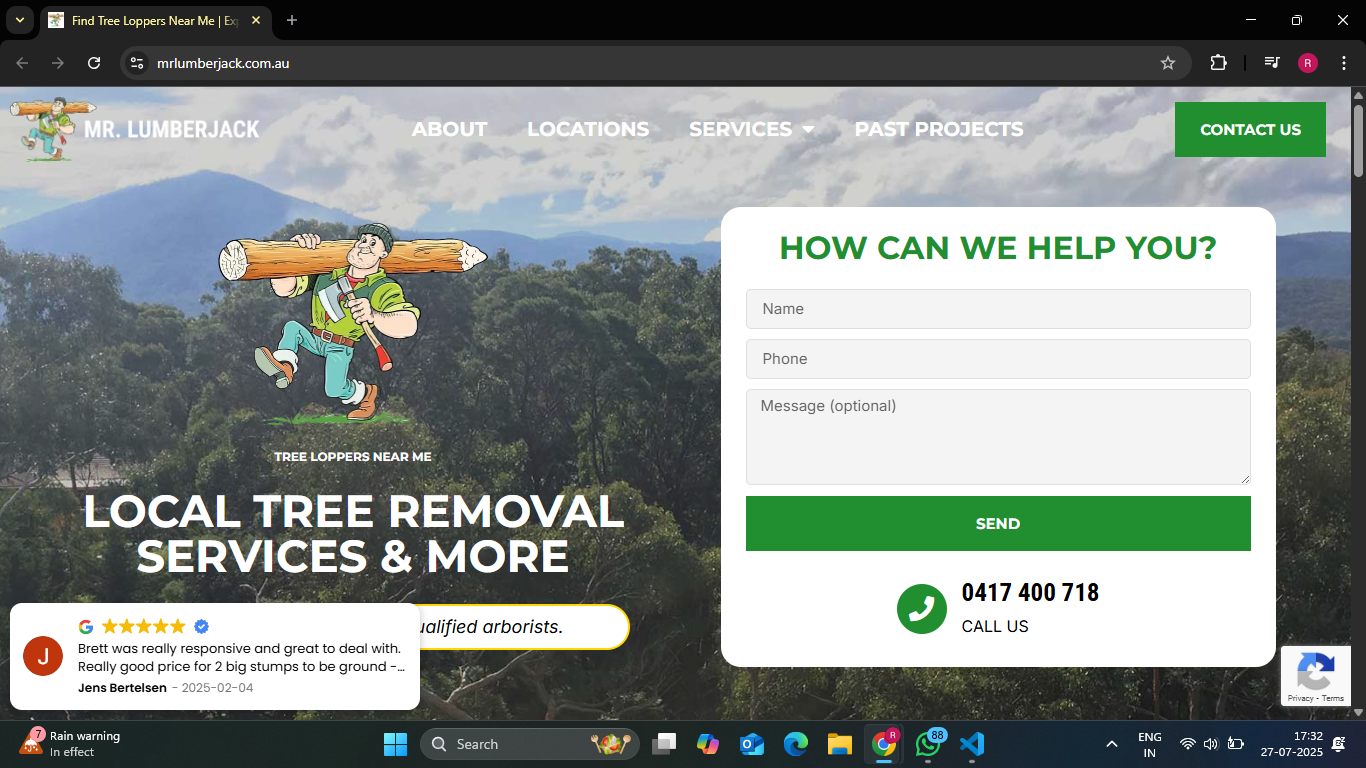 Find Tree Loppers Near Me | Exp
mrlumberjack.com.au
R
MR. LUMBERJACK
ABOUT
LOCATIONS
SERVICES
PAST PROJECTS
CONTACT US
HOW CAN WE HELP YOU?
Name
Phone
Message (optional)
SEND
0417 400 718
CALL US
TREE LOPPERS NEAR ME
LOCAL TREE REMOVAL
SERVICES & MORE
ualified arborists.
G
J
Brett was really responsive and great to deal with.
Really good price for 2 big stumps to be ground -...
Jens Bertelsen - 2025-02-04
Privacy - Terms
7
Rain warning
In effect
Search
R
88
ENG
IN
17:32
27-07-2025